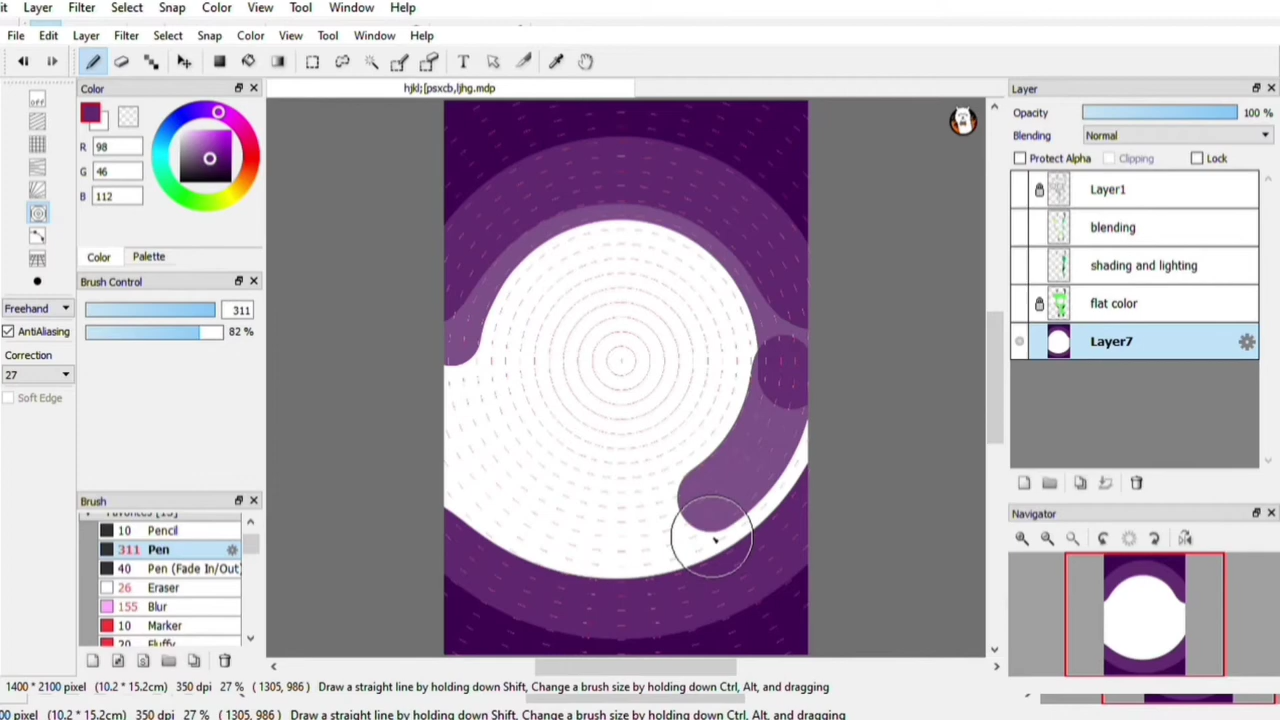 it Layer Filter Select Snap Color View Tool Window Help
File Edit Layer Filter Select Snap Color View Tool Window Help
T
Color
hjkl;[psxcb,ljhg.mdp
Layer
off
R 98
G 46
B 112
Opacity 100 %
Blending Normal
Protect Alpha Clipping Lock
Layer1
blending
shading and lighting
flat color
Layer7
Color Palette
Brush Control
Freehand 311
AntiAliasing 82 %
Correction
27
Soft Edge
Brush
10 Pencil
311 Pen
40 Pen (Fade In/Out)
26 Eraser
155 Blur
10 Marker
20 Fluffy
Navigator
1400 * 2100 pixel (10.2 * 15.2cm) 350 dpi 27 % ( 1305, 986 ) Draw a straight line by holding down Shift, Change a brush size by holding down Ctrl, Alt, and dragging
00 pixel (10.2 * 15.2cm) 350 dpi 27 % ( 1305, 986 ) Draw a straight line by holding down Shift, Change a brush size by holding down Ctrl, Alt, and dragging